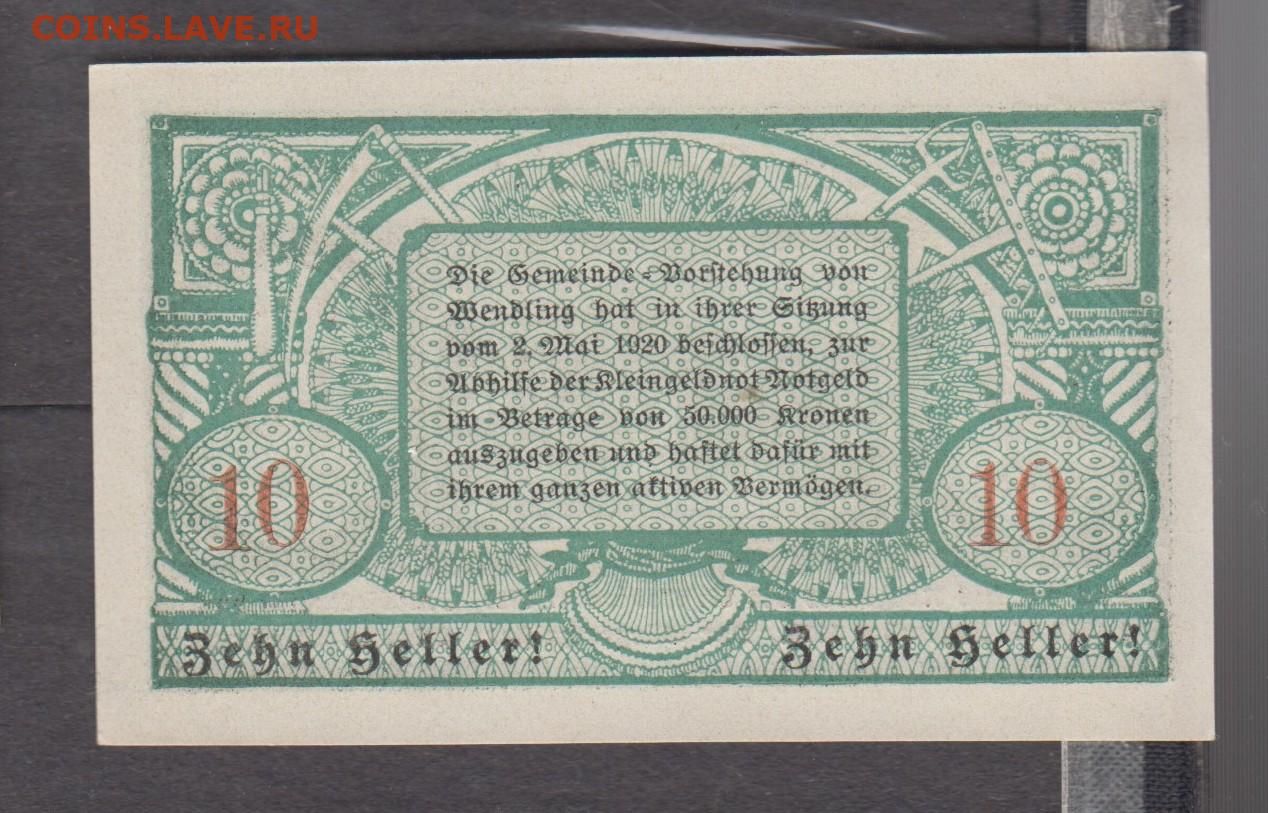 COINS.LAVE.RU
Die Gemeinde-Vorstehung von
Wendling hat in ihrer Sitzung
vom 2. Mai 1920 beschlossen, zur
Abhilfe der Kleingeldnot Notgeld
im Betrage von 50.000 Kronen
auszugeben und haftet dafür mit
ihrem ganzen aktiven Vermögen.
10 10
Zehn Heller! Zehn Heller!